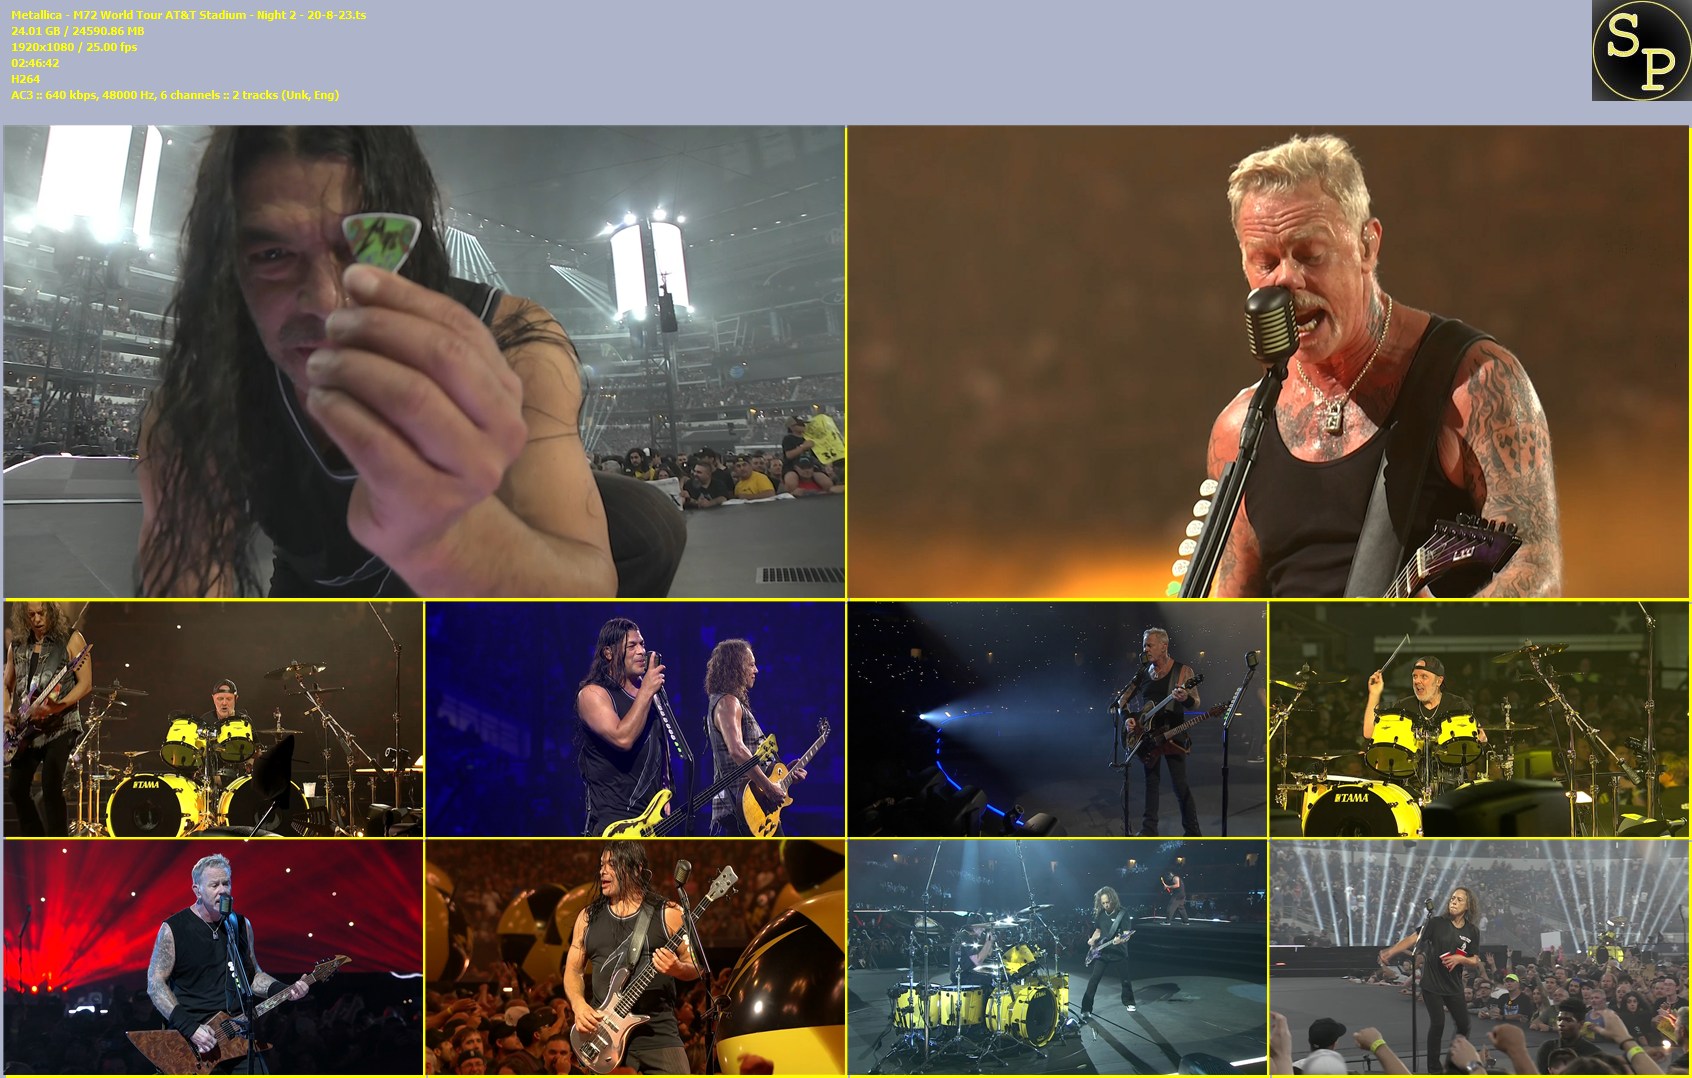 Metallica - M72 World Tour AT&T Stadium - Night 2 - 20-8-23.ts
24.01 GB / 24590.86 MB
1920x1080 / 25.00 fps
02:46:42
H264
AC3 :: 640 kbps, 48000 Hz, 6 channels :: 2 tracks (Unk, Eng)
SP
TAMA
TAMA